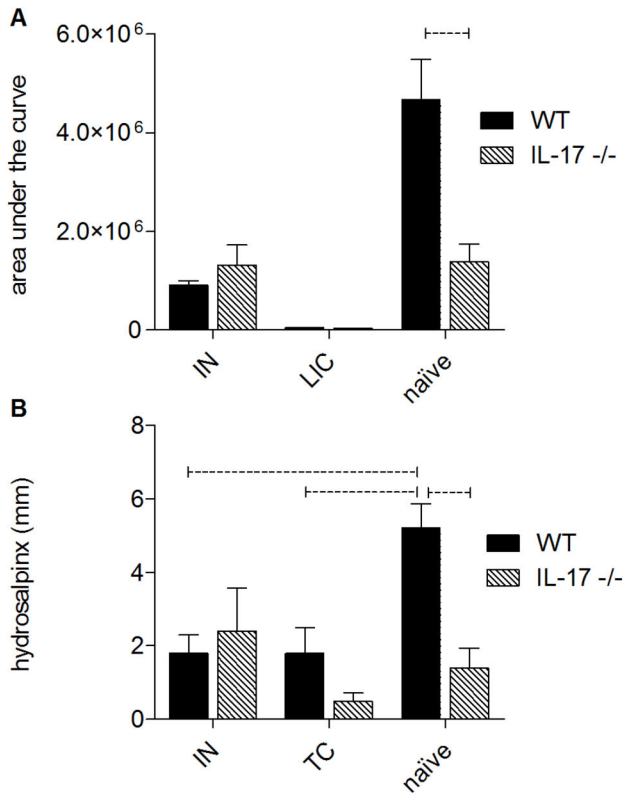 A
area under the curve
6.0×10⁶
4.0×10⁶
2.0×10⁶
0
IN
LIC
naïve
WT
IL-17 -/-
B
hydrosalpinx (mm)
8
6
4
2
0
IN
TC
naïve
WT
IL-17 -/-